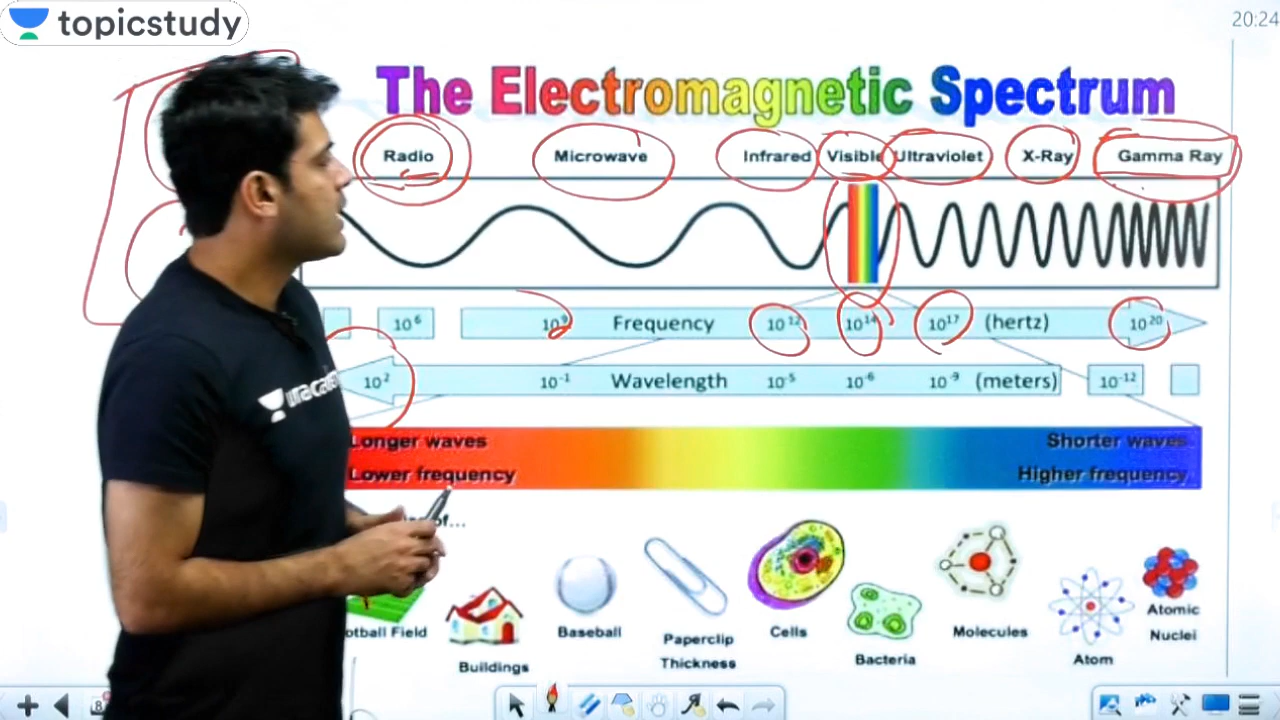 topicstudy
20:24
The Electromagnetic Spectrum
Radio Microwave Infrared Visible Ultraviolet X-Ray Gamma Ray
10⁶ 10⁹ Frequency 10¹² 10¹⁴ 10¹⁷ (hertz) 10²⁰
10² 10⁻¹ Wavelength 10⁻⁵ 10⁻⁶ 10⁻⁹ (meters) 10⁻¹²
Longer waves Shorter waves
Lower frequency Higher frequency
of...
otball Field
Buildings
Baseball
Paperclip
Thickness
Cells
Bacteria
Molecules
Atom
Atomic
Nuclei
8